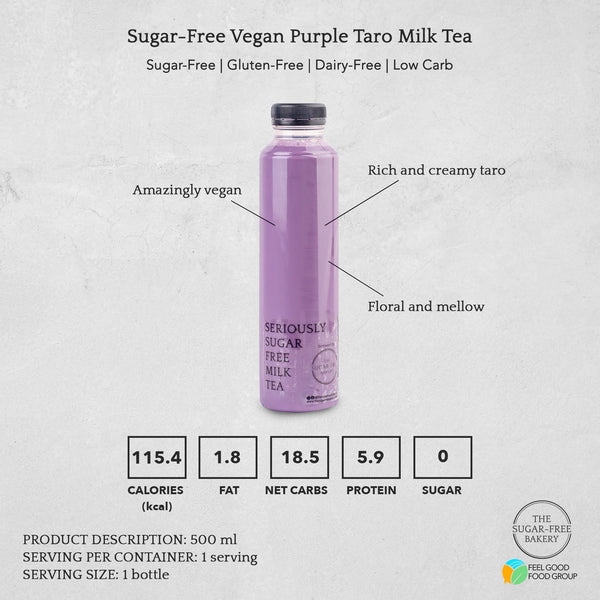 Sugar-Free Vegan Purple Taro Milk Tea
Sugar-Free | Gluten-Free | Dairy-Free | Low Carb
Rich and creamy taro
Amazingly vegan
Floral and mellow
SERIOUSLY
SUGAR
FREE
MILK
TEA
115.4
1.8
18.5
5.9
0
CALORIES
(kcal)
FAT
NET CARBS
PROTEIN
SUGAR
PRODUCT DESCRIPTION: 500 ml
SERVING PER CONTAINER: 1 serving
SERVING SIZE: 1 bottle
THE
SUGAR-FREE
BAKERY
FEEL GOOD
FOOD GROUP